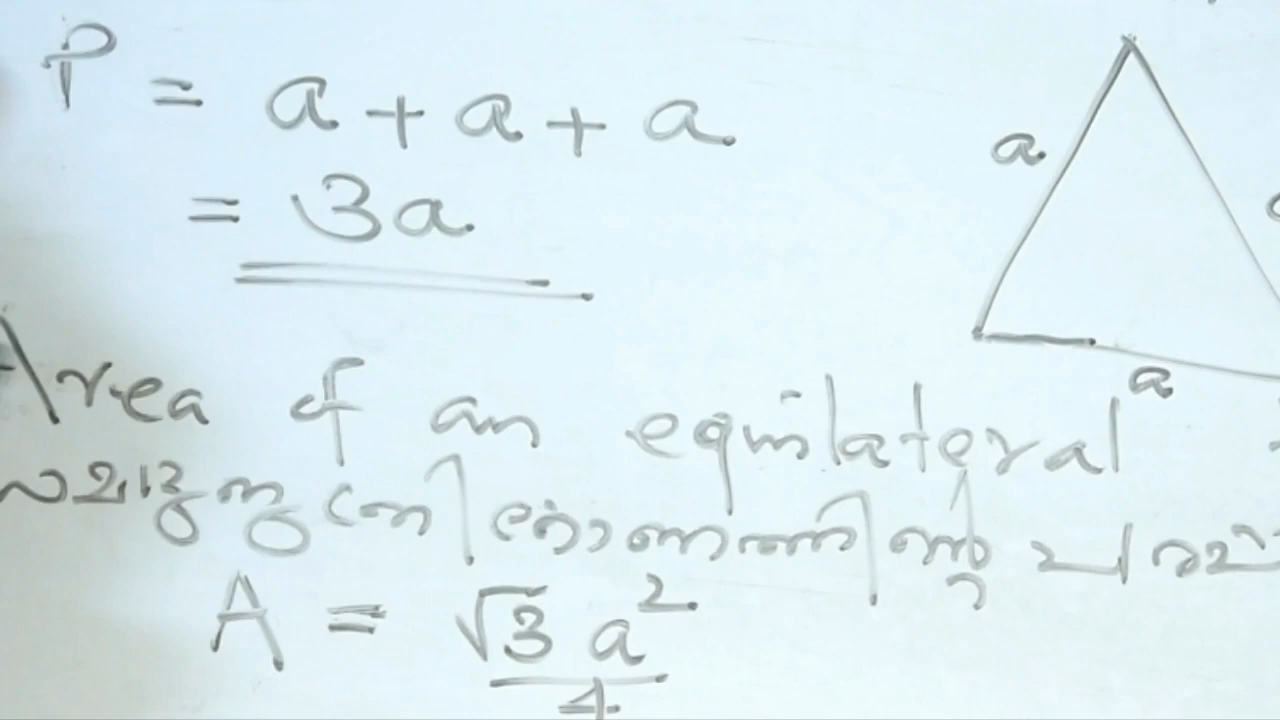 P = a + a + a
= 3a
a
a
Area of an equilateral
സമഭുജത്രികോണത്തിന്റെ
A = √3 a² / 4